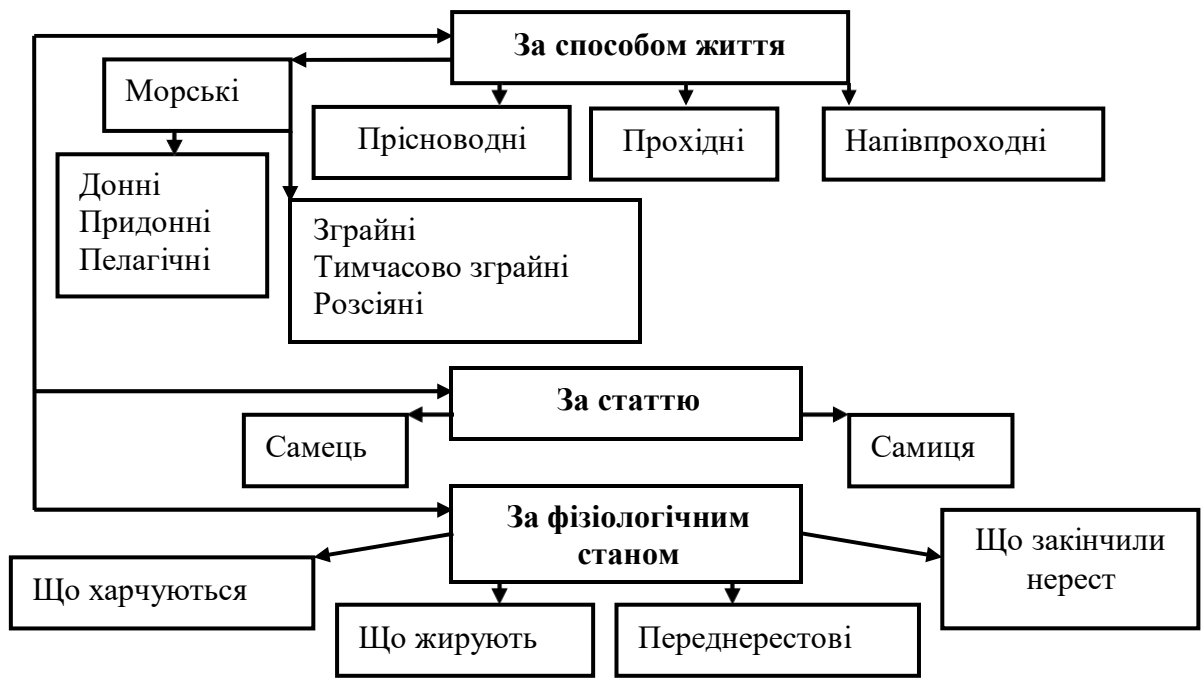 За способом життя
Морські
Прісноводні
Прохідні
Напівпроходні
Донні
Придонні
Пелагічні
Зграйні
Тимчасово зграйні
Розсіяні
За статтю
Самець
Самиця
За фізіологічним
станом
Що харчуються
Що жирують
Переднерестові
Що закінчили
нерест